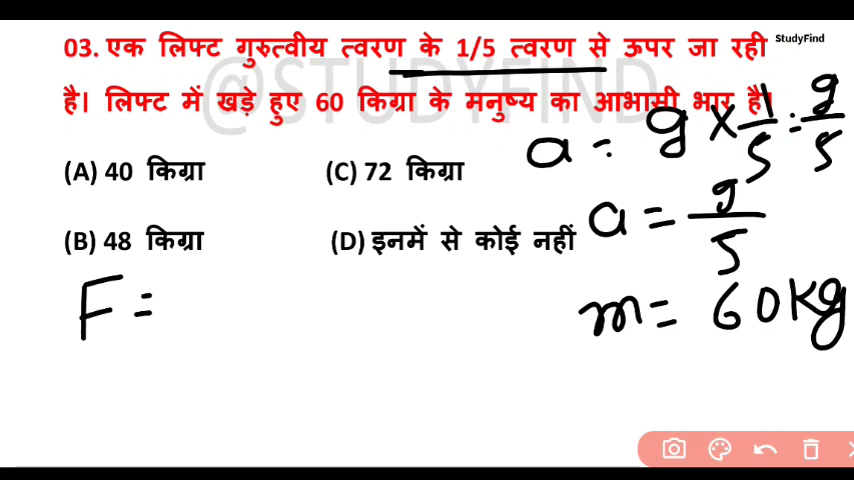 StudyFind
03. एक लिफ्ट गुरुत्वीय त्वरण के 1/5 त्वरण से ऊपर जा रही
है। लिफ्ट में खड़े हुए 60 किग्रा के मनुष्य का आभासी भार है।
@STUDYFIND
a = g × 1/5 = g/5
(A) 40 किग्रा (C) 72 किग्रा
a = g/5
(B) 48 किग्रा (D) इनमें से कोई नहीं
F =
m = 60kg